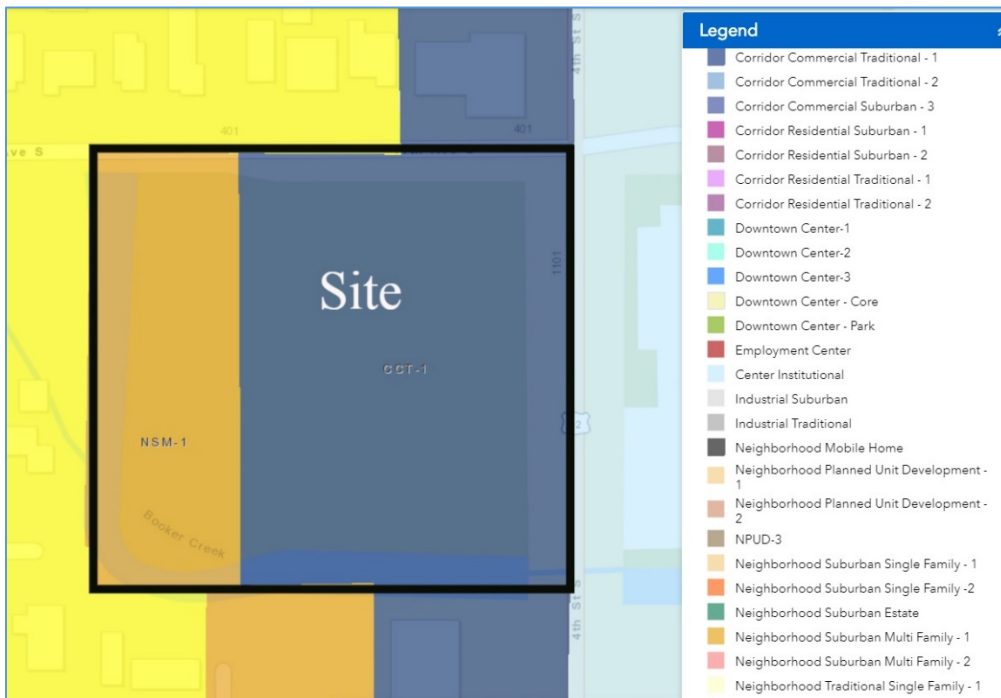 4th St S
401
401
Ave S
1101
Site
CCT-1
NSM-1
Booker Creek
4th St S
Legend
Corridor Commercial Traditional - 1
Corridor Commercial Traditional - 2
Corridor Commercial Suburban - 3
Corridor Residential Suburban - 1
Corridor Residential Suburban - 2
Corridor Residential Traditional - 1
Corridor Residential Traditional - 2
Downtown Center-1
Downtown Center-2
Downtown Center-3
Downtown Center - Core
Downtown Center - Park
Employment Center
Center Institutional
Industrial Suburban
Industrial Traditional
Neighborhood Mobile Home
Neighborhood Planned Unit Development -
1
Neighborhood Planned Unit Development -
2
NPUD-3
Neighborhood Suburban Single Family - 1
Neighborhood Suburban Single Family -2
Neighborhood Suburban Estate
Neighborhood Suburban Multi Family - 1
Neighborhood Suburban Multi Family - 2
Neighborhood Traditional Single Family - 1